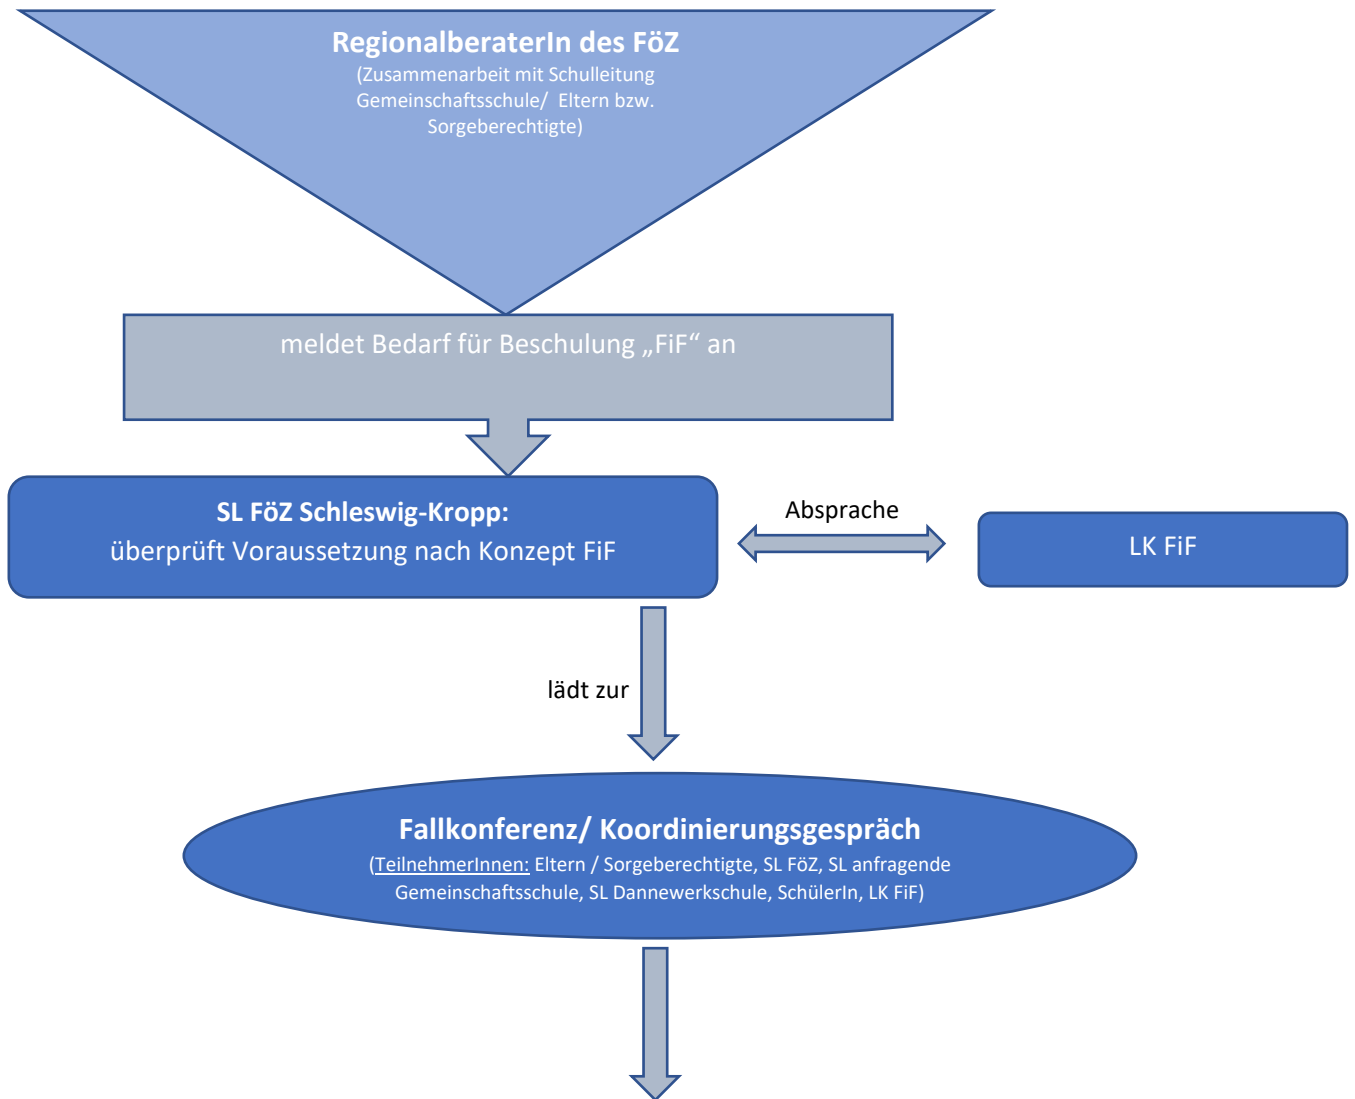 RegionalberaterIn des FöZ
(Zusammenarbeit mit Schulleitung
Gemeinschaftsschule/ Eltern bzw.
Sorgeberechtigte)
meldet Bedarf für Beschulung „FiF“ an
SL FöZ Schleswig-Kropp:
überprüft Voraussetzung nach Konzept FiF
Absprache
LK FiF
lädt zur
Fallkonferenz/ Koordinierungsgespräch
(TeilnehmerInnen: Eltern / Sorgeberechtigte, SL FöZ, SL anfragende
Gemeinschaftsschule, SL Dannewerkschule, SchülerIn, LK FiF)